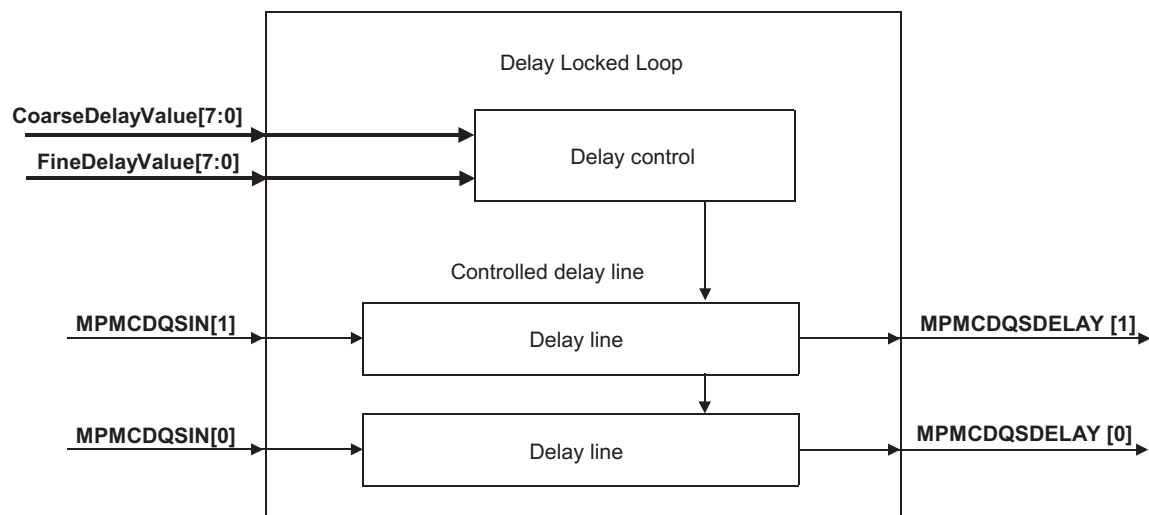 Delay Locked Loop
CoarseDelayValue[7:0]
FineDelayValue[7:0]
Delay control
Controlled delay line
MPMCDQSIN[1]
Delay line
MPMCDQSDELAY [1]
MPMCDQSIN[0]
Delay line
MPMCDQSDELAY [0]